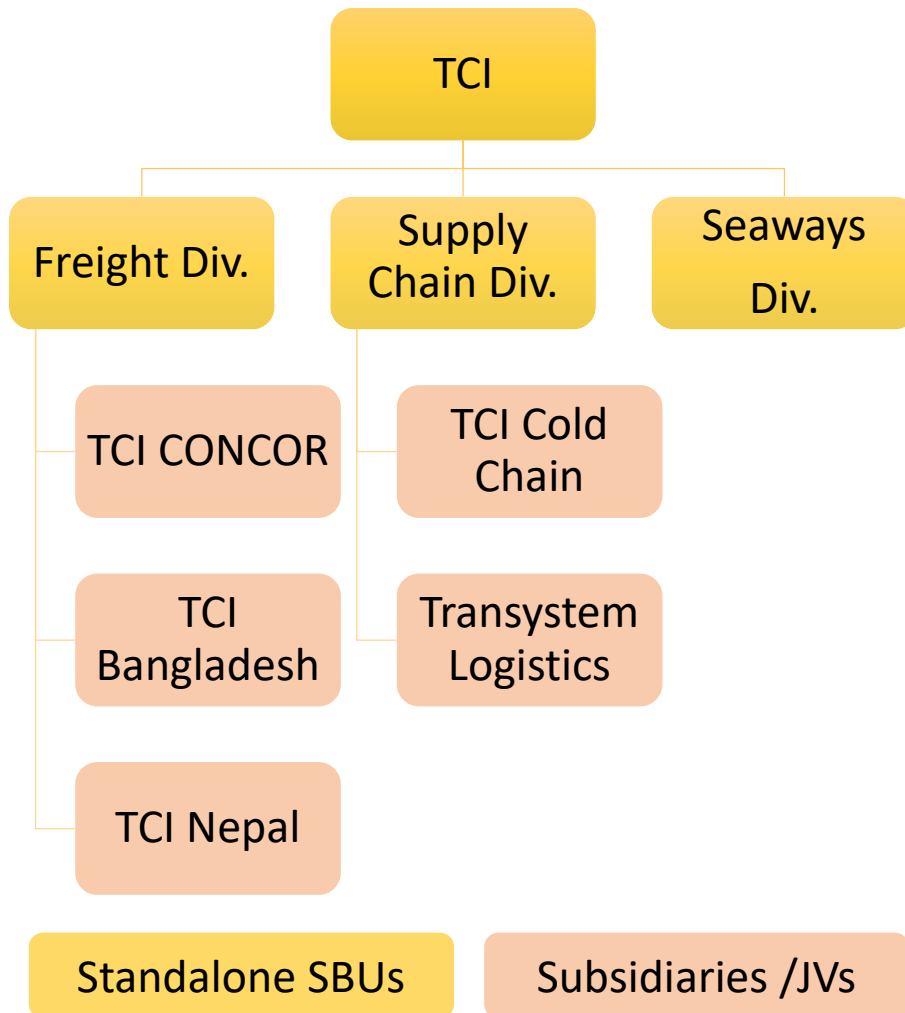 TCI
Freight Div.
Supply
Chain Div.
Seaways
Div.
TCI CONCOR
TCI Cold
Chain
TCI
Bangladesh
Transystem
Logistics
TCI Nepal
Standalone SBUs
Subsidiaries /JVs